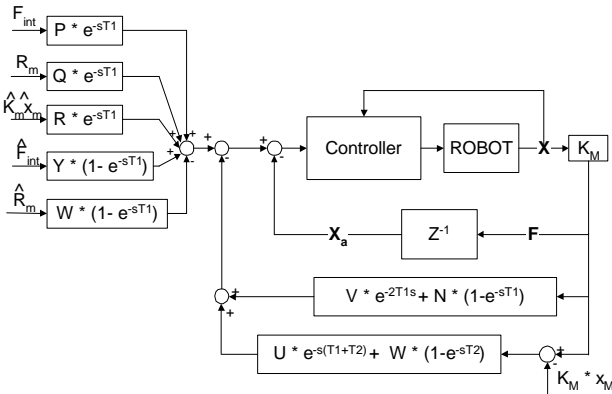 F_int
P * e^-sT1
R_m
Q * e^-sT1
K̂_m x̂_m
R * e^-sT1
F̂_int
Y * (1- e^-sT1)
R̂_m
W * (1- e^-sT1)
+ + + + + -
+ -
+ -
Controller
ROBOT
X
K_M
X_a
Z^-1
F
V * e^-2T1s + N * (1-e^-sT1)
+
+
U * e^-s(T1+T2) + W * (1-e^-sT2)
+
-
K_M * x_M